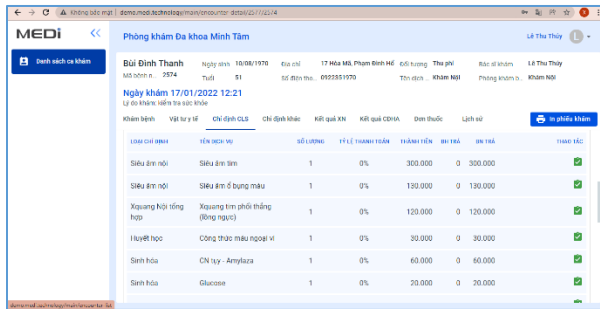 Không bảo mật | demo.medi.technology/main/encounter-detail/2577/2574
MEDi
Phòng khám Đa khoa Minh Tâm
Lê Thu Thủy
Danh sách ca khám
Bùi Đình Thanh Ngày sinh 10/08/1970 Địa chỉ 17 Hòa Mã, Phạm Đình Hổ Đối tượng Thu phí Bác sĩ khám Lê Thu Thủy
Mã bệnh n... 2574 Tuổi 51 Số điện tho... 0922351970 Tên dịch ... Khám Nội Phòng khám b... Khám Nội
Ngày khám 17/01/2022 12:21
Lý do khám: kiểm tra sức khỏe
Khám bệnh Vật tư y tế Chỉ định CLS Chỉ định khác Kết quả XN Kết quả CDHA Đơn thuốc Lịch sử In phiếu khám
LOẠI CHỈ ĐỊNH TÊN DỊCH VỤ SỐ LƯỢNG TỶ LỆ THANH TOÁN THÀNH TIỀN BH TRẢ BN TRẢ THAO TÁC
Siêu âm nội Siêu âm tim 1 0% 300.000 0 300.000
Siêu âm nội Siêu âm ổ bụng màu 1 0% 130.000 0 130.000
Xquang Nội tổng hợp Xquang tim phổi thẳng (lồng ngực) 1 0% 120.000 0 120.000
Huyết học Công thức máu ngoại vi 1 0% 30.000 0 30.000
Sinh hóa CN tụy - Amylaza 1 0% 60.000 0 60.000
Sinh hóa Glucose 1 0% 20.000 0 20.000